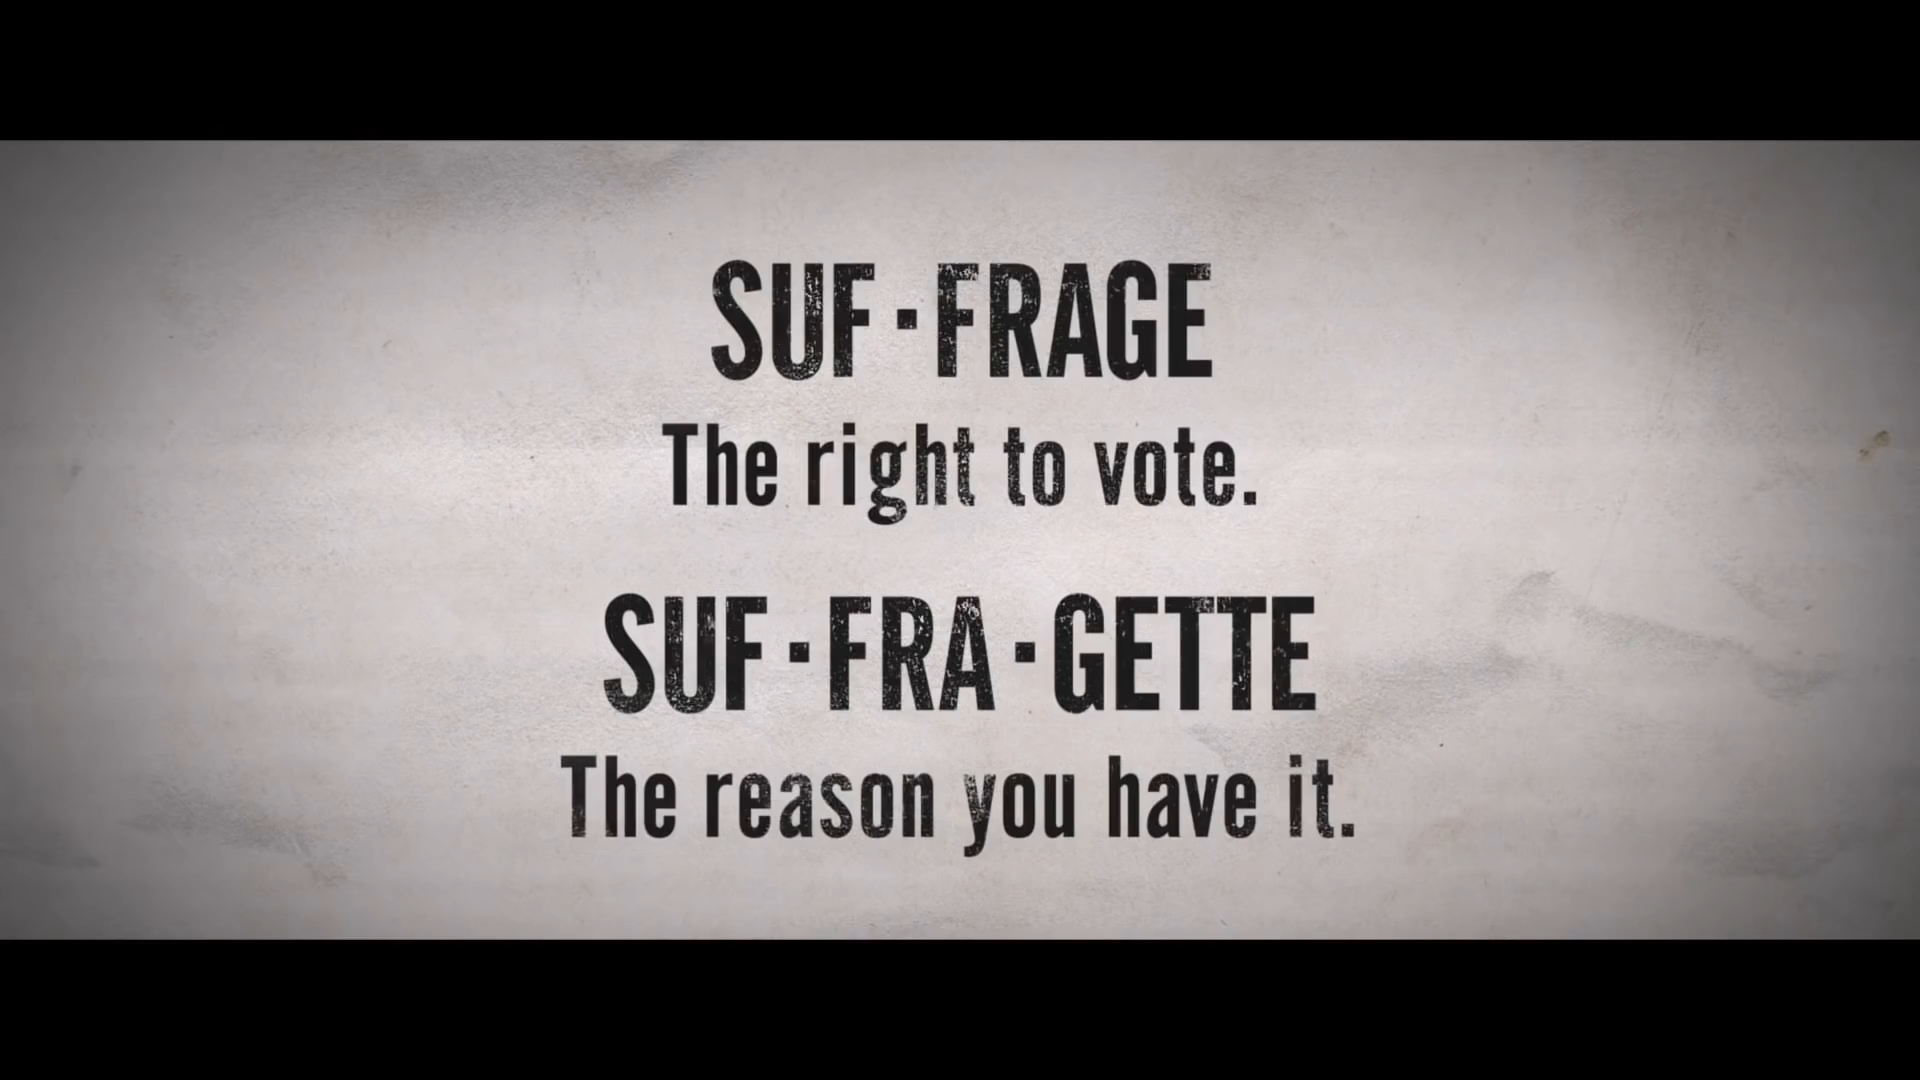 SUF·FRAGE
The right to vote.
SUF·FRA·GETTE
The reason you have it.